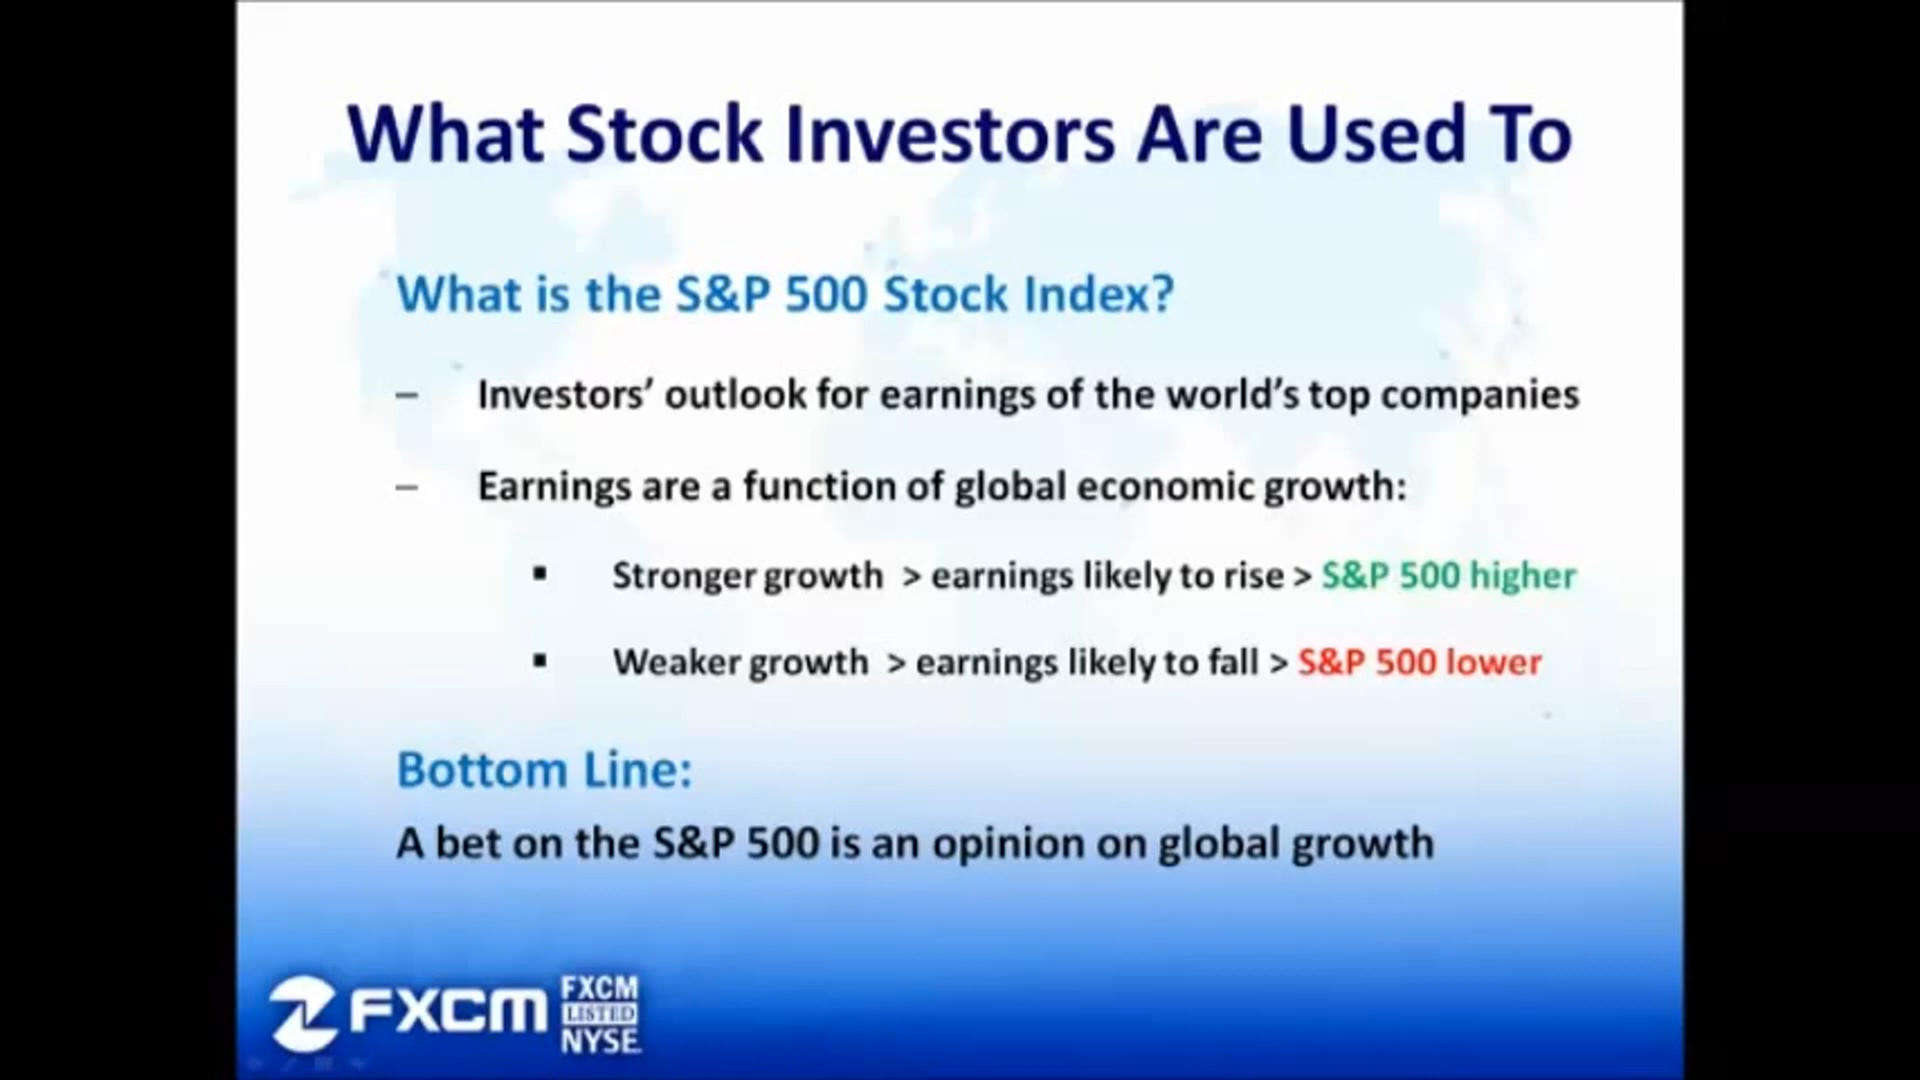 What Stock Investors Are Used To
What is the S&P 500 Stock Index?
– Investors’ outlook for earnings of the world’s top companies
– Earnings are a function of global economic growth:
▪ Stronger growth > earnings likely to rise > S&P 500 higher
▪ Weaker growth > earnings likely to fall > S&P 500 lower
Bottom Line:
A bet on the S&P 500 is an opinion on global growth
FXCM
FXCM
LISTED
NYSE